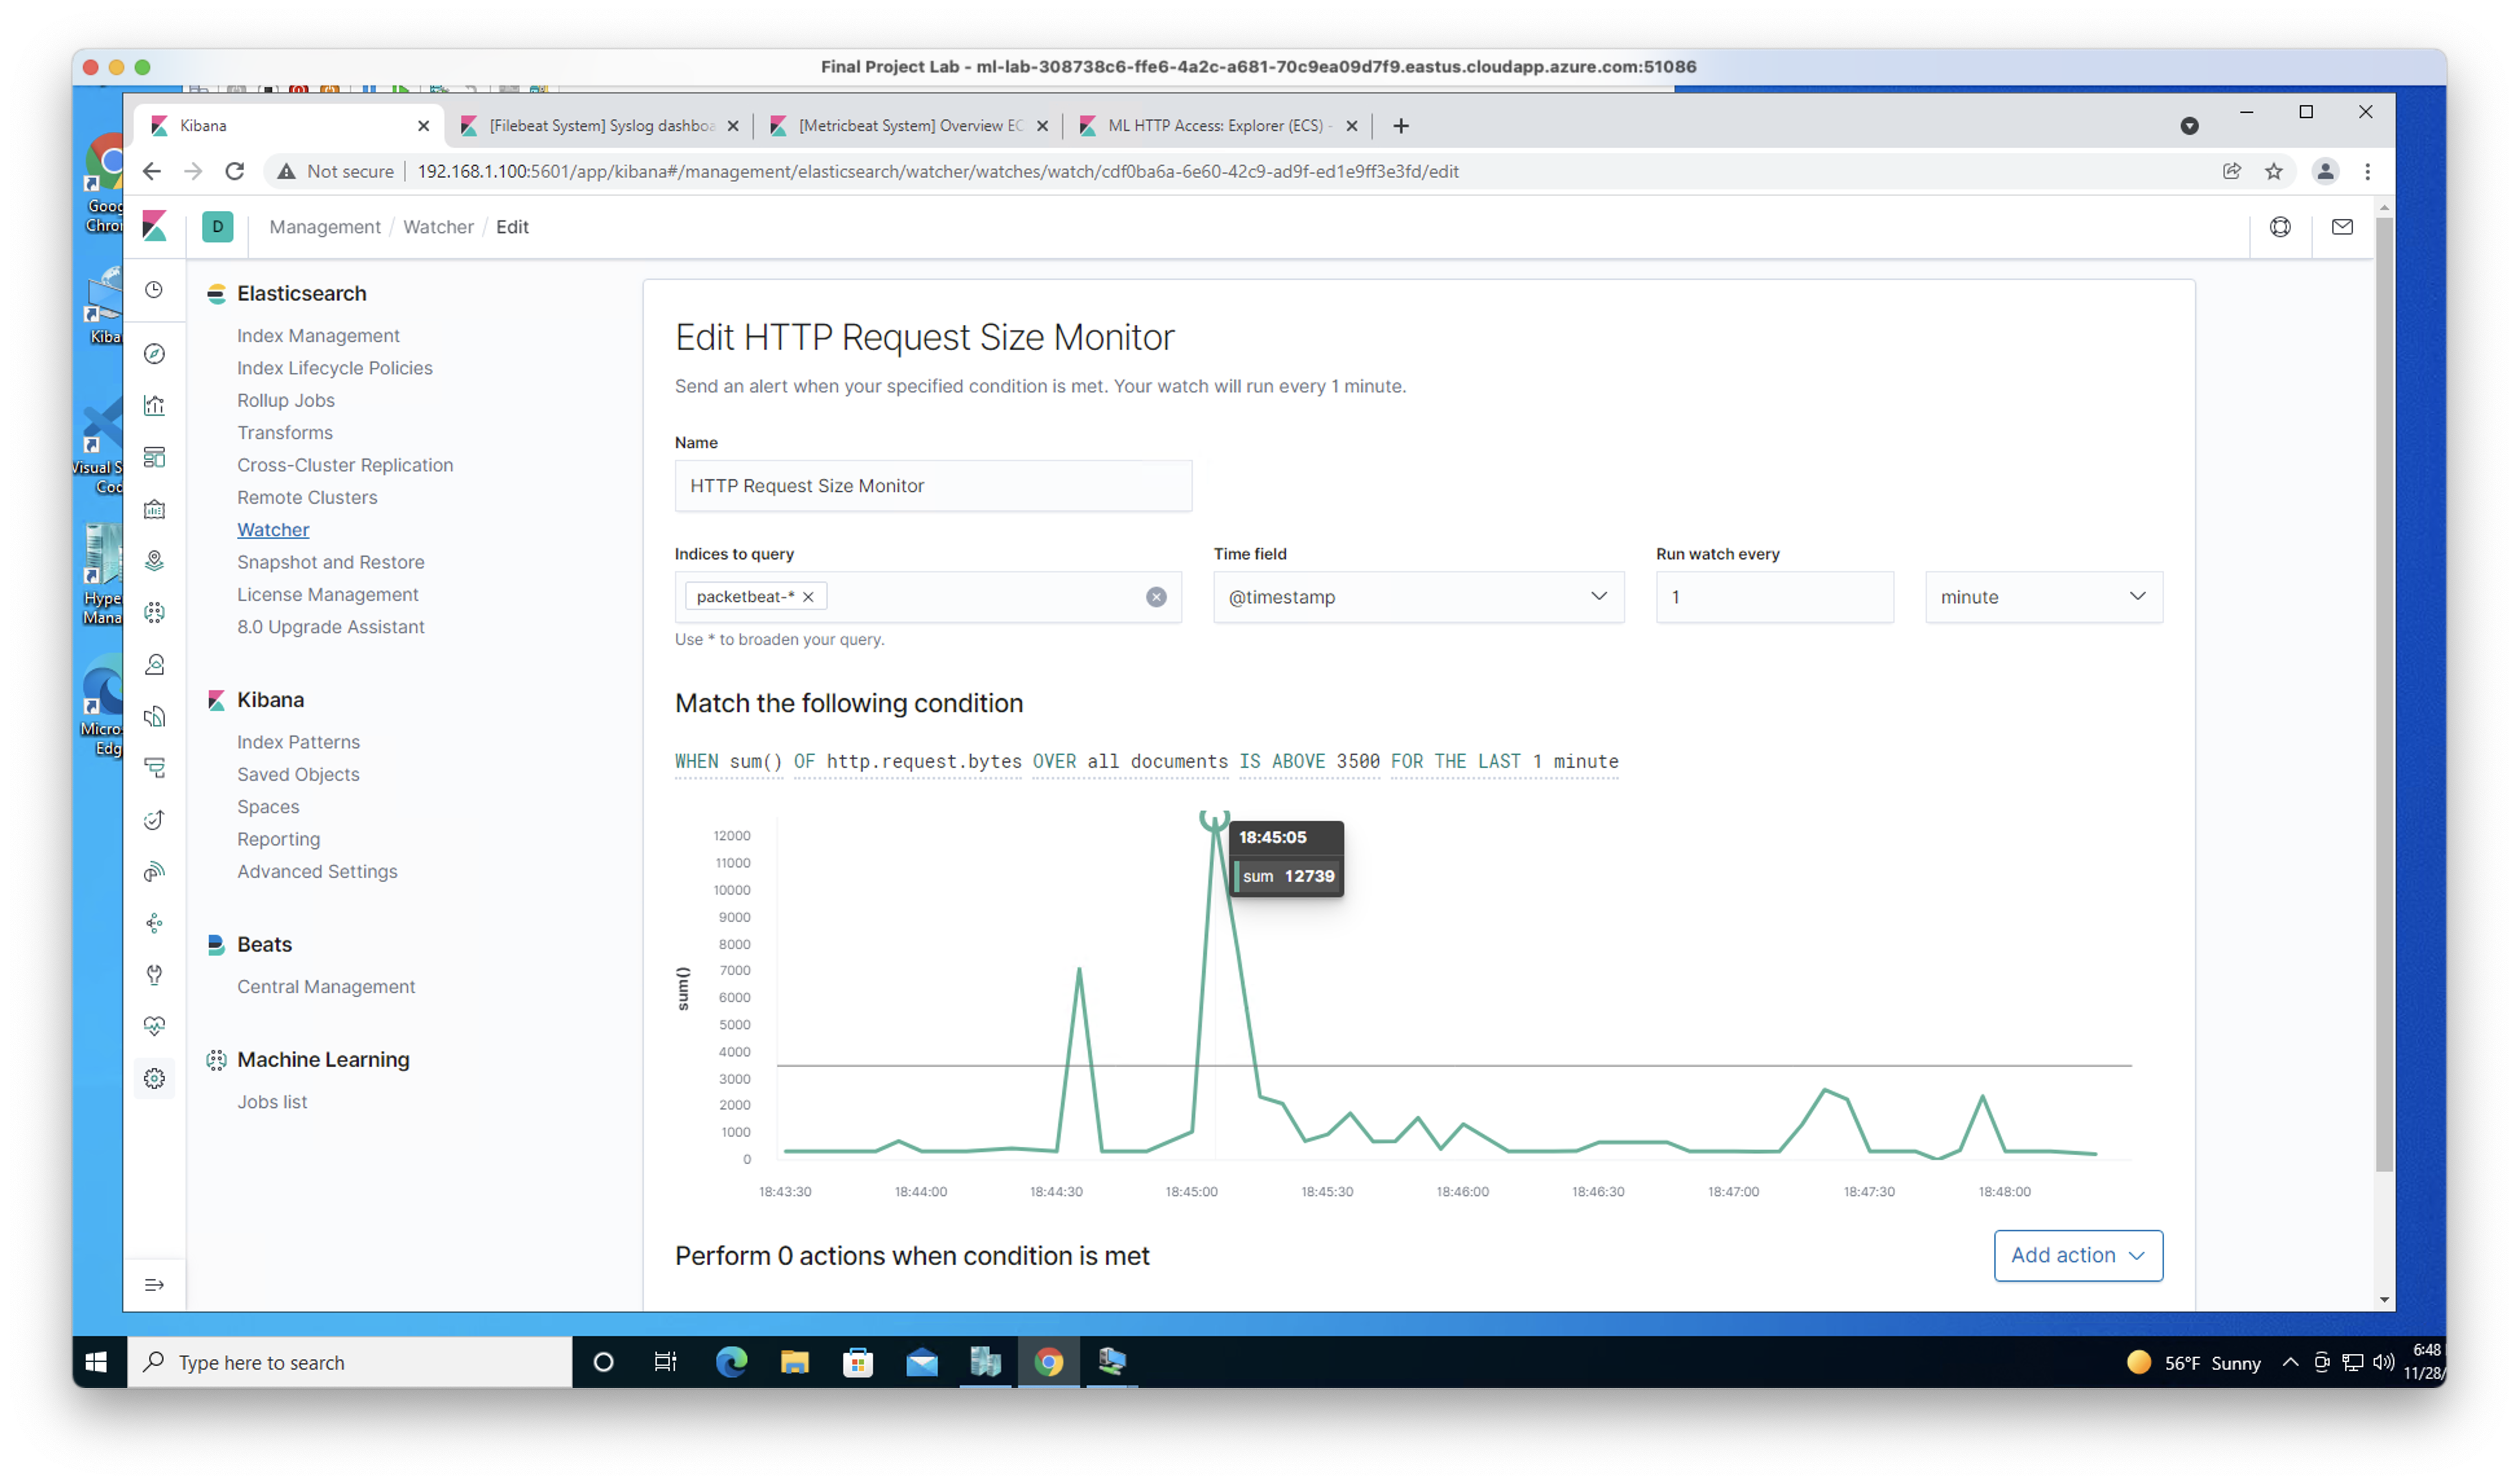 Final Project Lab - ml-lab-308738c6-ffe6-4a2c-a681-70c9ea09d7f9.eastus.cloudapp.azure.com:51086
Kibana
[Filebeat System] Syslog dashboa
[Metricbeat System] Overview EC
ML HTTP Access: Explorer (ECS) -
Not secure
192.168.1.100:5601/app/kibana#/management/elasticsearch/watcher/watches/watch/cdf0ba6a-6e60-42c9-ad9f-ed1e9ff3e3fd/edit
Goog
Chro
Kiba
Visual S
Cod
Hype
Mana
Micro
Edg
D
Management / Watcher / Edit
Elasticsearch
Index Management
Index Lifecycle Policies
Rollup Jobs
Transforms
Cross-Cluster Replication
Remote Clusters
Watcher
Snapshot and Restore
License Management
8.0 Upgrade Assistant
Kibana
Index Patterns
Saved Objects
Spaces
Reporting
Advanced Settings
Beats
Central Management
Machine Learning
Jobs list
Edit HTTP Request Size Monitor
Send an alert when your specified condition is met. Your watch will run every 1 minute.
Name
HTTP Request Size Monitor
Indices to query
packetbeat-*
Use * to broaden your query.
Time field
@timestamp
Run watch every
1
minute
Match the following condition
WHEN sum() OF http.request.bytes OVER all documents IS ABOVE 3500 FOR THE LAST 1 minute
sum()
12000
11000
10000
9000
8000
7000
6000
5000
4000
3000
2000
1000
0
18:45:05
sum 12739
18:43:30
18:44:00
18:44:30
18:45:00
18:45:30
18:46:00
18:46:30
18:47:00
18:47:30
18:48:00
Perform 0 actions when condition is met
Add action
Type here to search
56°F Sunny
6:48
11/28/